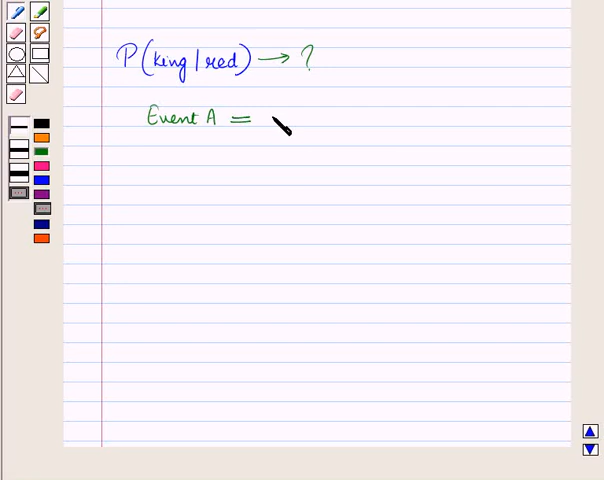 P(king/red) → ?
Event A =